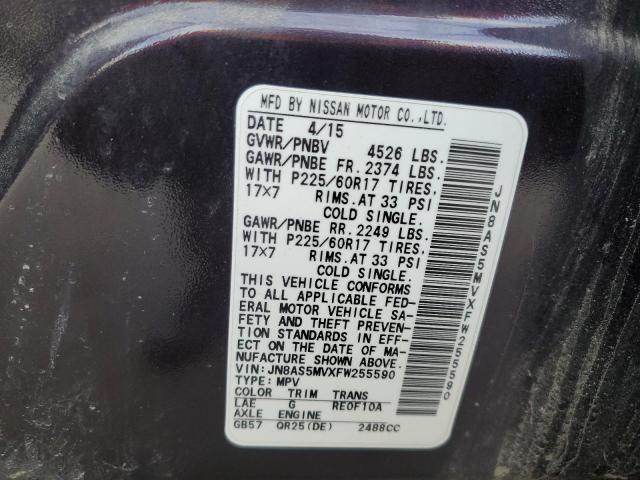 MFD BY NISSAN MOTOR CO.,LTD.
DATE 4/15
GVWR/PNBV 4526 LBS.
GAWR/PNBE FR. 2374 LBS.
WITH P225/60R17 TIRES.
17×7 RIMS.AT 33 PSI
COLD SINGLE.
GAWR/PNBE RR. 2249 LBS.
WITH P225/60R17 TIRES.
17×7 RIMS.AT 33 PSI
COLD SINGLE.
THIS VEHICLE CONFORMS
TO ALL APPLICABLE FED-
ERAL MOTOR VEHICLE SA-
FETY AND THEFT PREVEN-
TION STANDARDS IN EFF-
ECT ON THE DATE OF MA-
NUFACTURE SHOWN ABOVE.
VIN: JN8AS5MVXFW255590
TYPE: MPV
COLOR TRIM TRANS
LAE G RE0F10A
AXLE ENGINE
GB57 QR25(DE) 2488CC
JN8AS5MVXFW255590